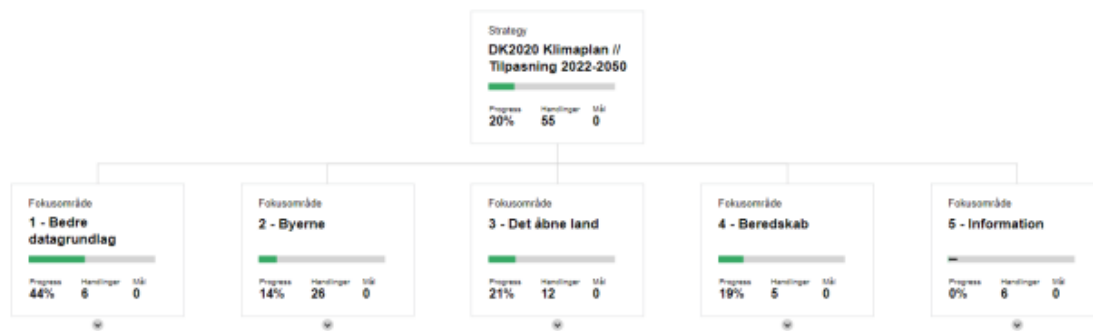 Strategy
DK2020 Klimaplan //
Tilpasning 2022-2050
Progress Handlinger Mål
20% 55 0
Fokusområde
1 - Bedre
datagrundlag
Progress Handlinger Mål
44% 6 0
Fokusområde
2 - Byerne
Progress Handlinger Mål
14% 26 0
Fokusområde
3 - Det åbne land
Progress Handlinger Mål
21% 12 0
Fokusområde
4 - Beredskab
Progress Handlinger Mål
19% 5 0
Fokusområde
5 - Information
Progress Handlinger Mål
0% 6 0